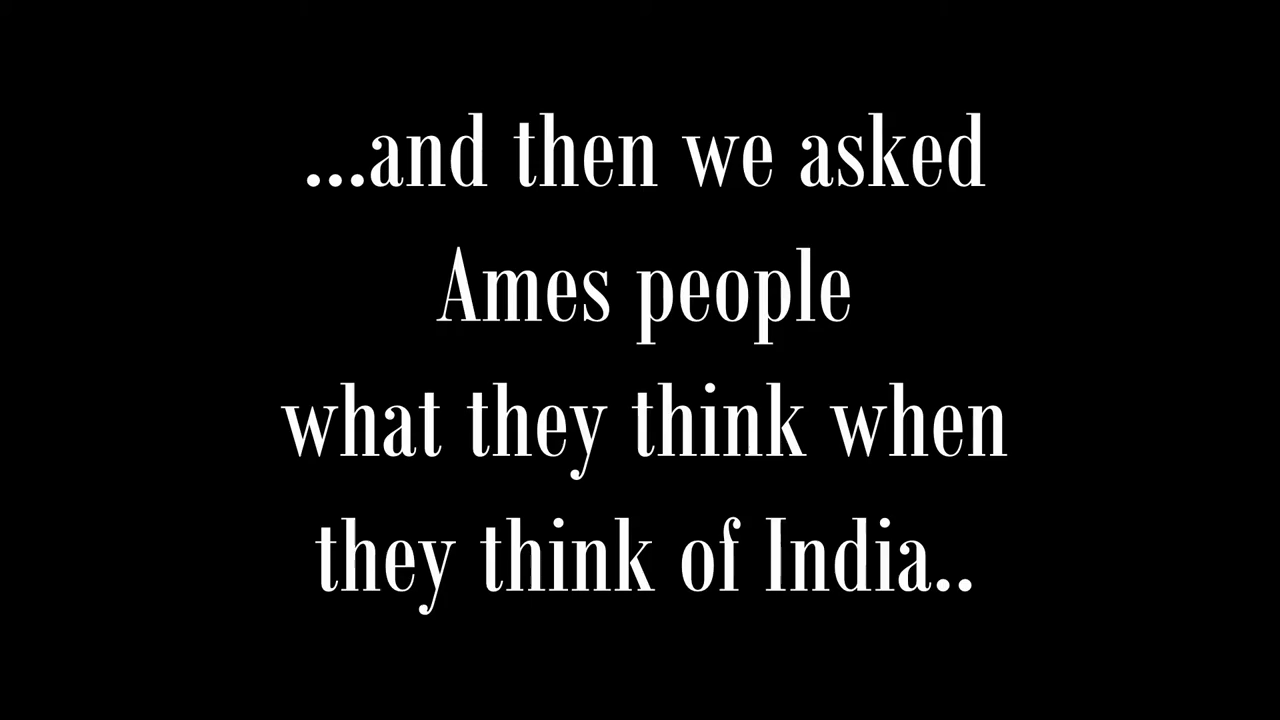 ...and then we asked
Ames people
what they think when
they think of India..